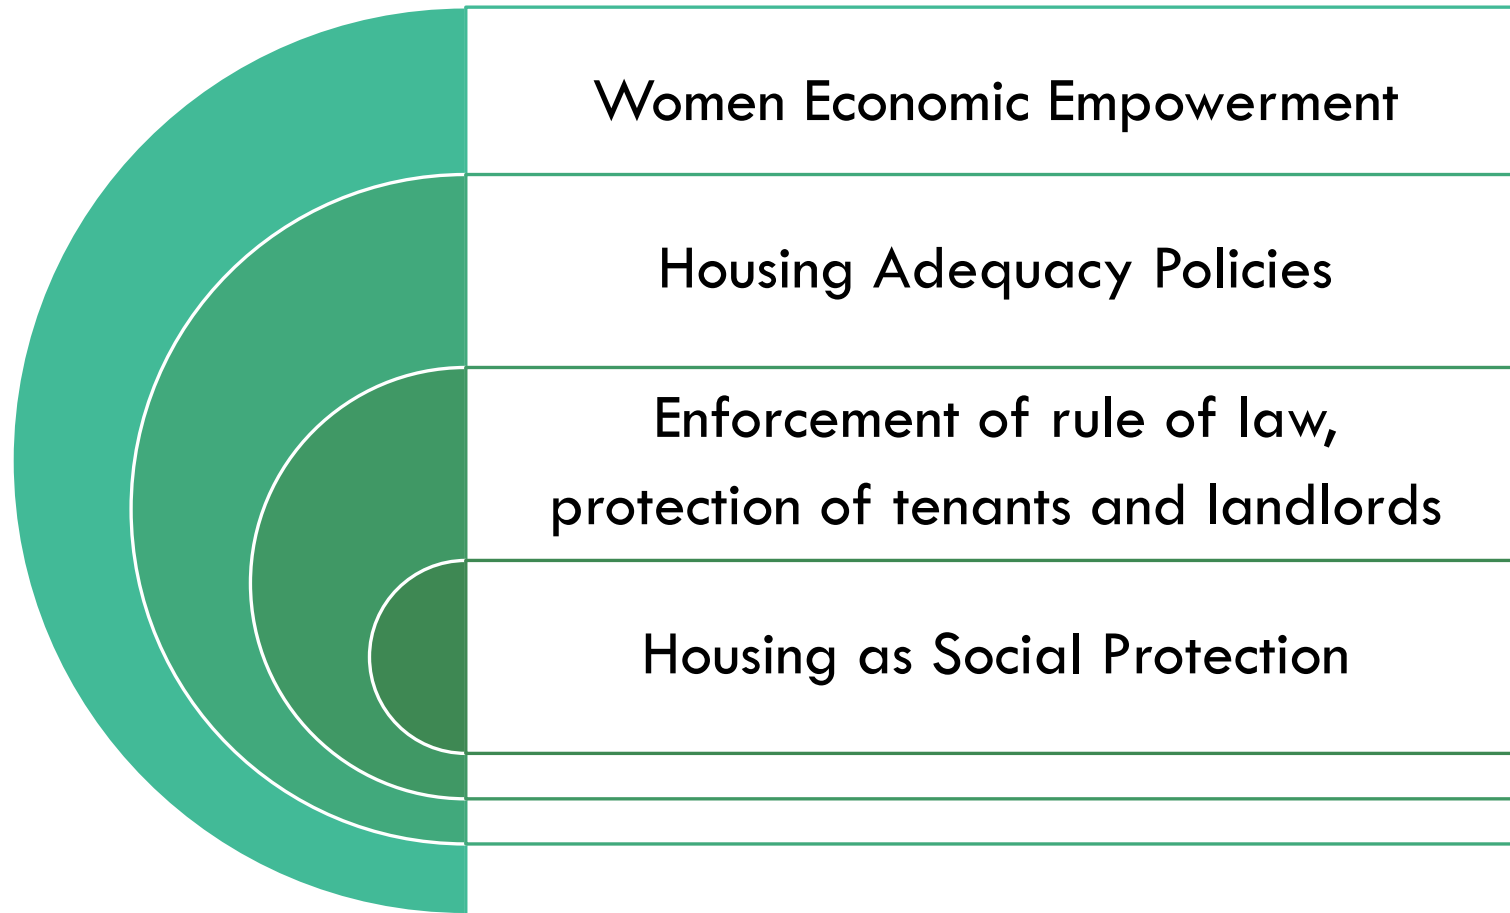 Women Economic Empowerment
Housing Adequacy Policies
Enforcement of rule of law,
protection of tenants and landlords
Housing as Social Protection